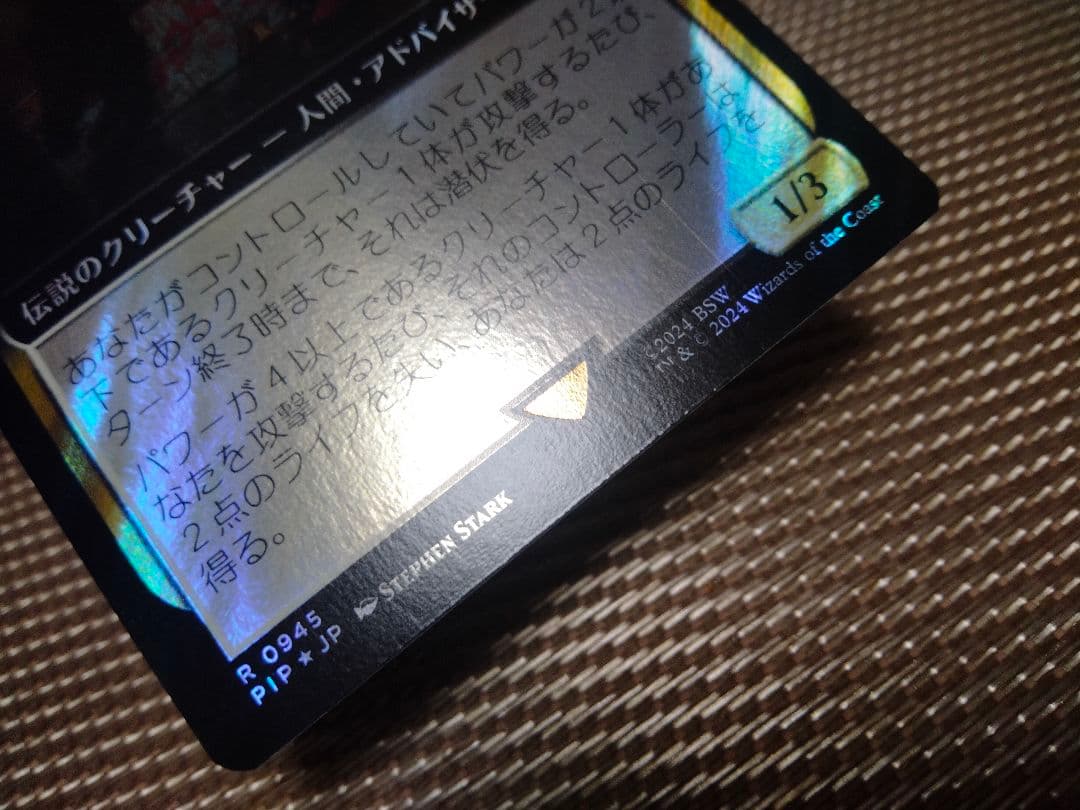 伝説のクリーチャー ― 人間・アドバイザ
あなたがコントロールしていてパワーが2以
下であるクリーチャー1体が攻撃するたび、
ターン終了時まで、それは潜伏を得る。
パワーが4以上であるクリーチャー1体があ
なたを攻撃するたび、それのコントローラーは
2点のライフを失い、あなたは2点のライフを
得る。
1/3
R 0945
PIP★JP STEPHEN STARK
©2024 BSW
TM & © 2024 Wizards of the Coast